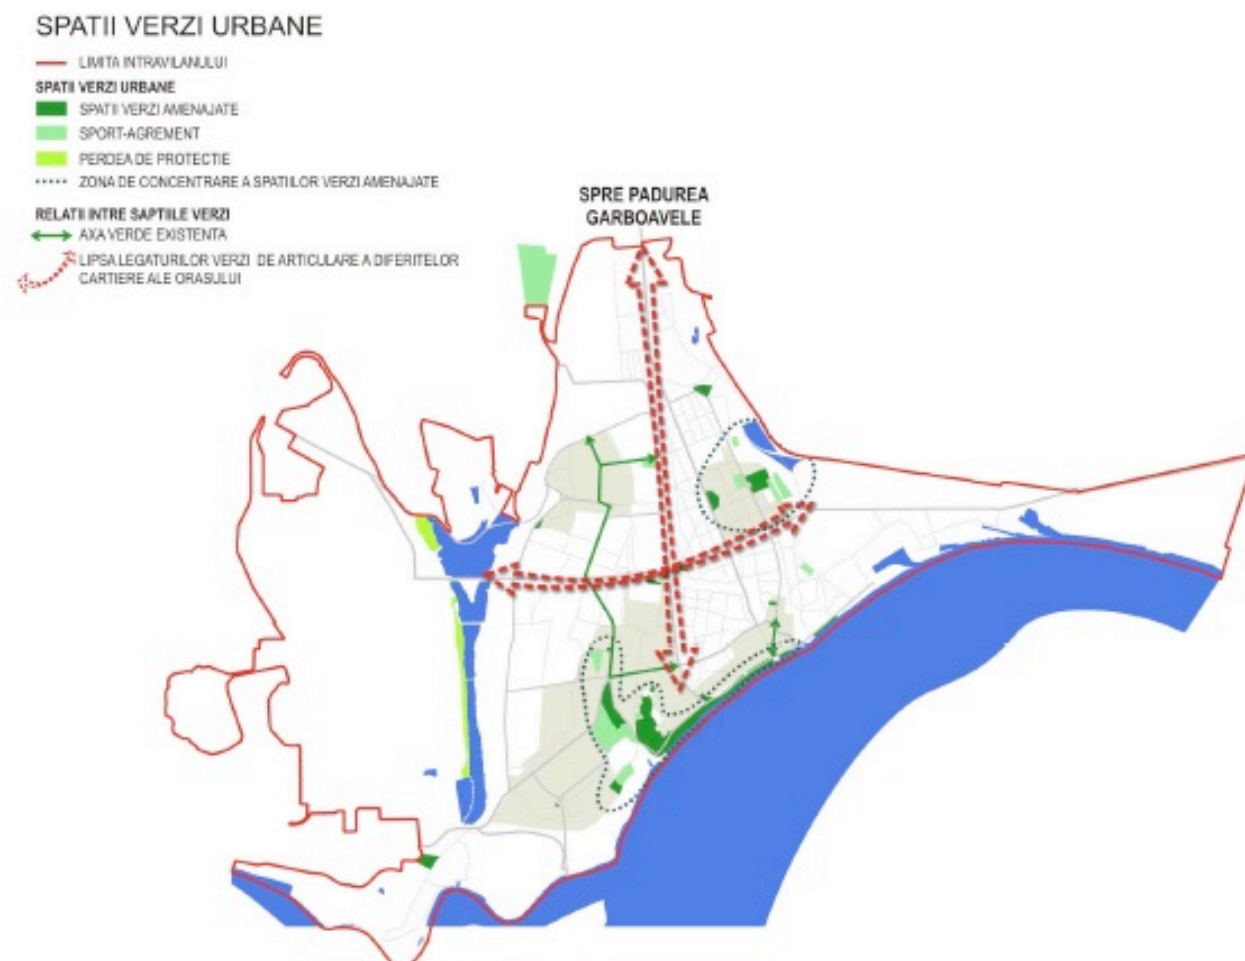 SPATII VERZI URBANE
LIMITA INTRAVILANULUI
SPATII VERZI URBANE
SPATII VERZI AMENAJATE
SPORT-AGREMENT
PERDEA DE PROTECTIE
ZONA DE CONCENTRARE A SPATIILOR VERZI AMENAJATE
RELATII INTRE SAPTIILE VERZI
AXA VERDE EXISTENTA
LIPSA LEGATURILOR VERZI DE ARTICULARE A DIFERITELOR
CARTIERE ALE ORASULUI
SPRE PADUREA
GARBOAVELE